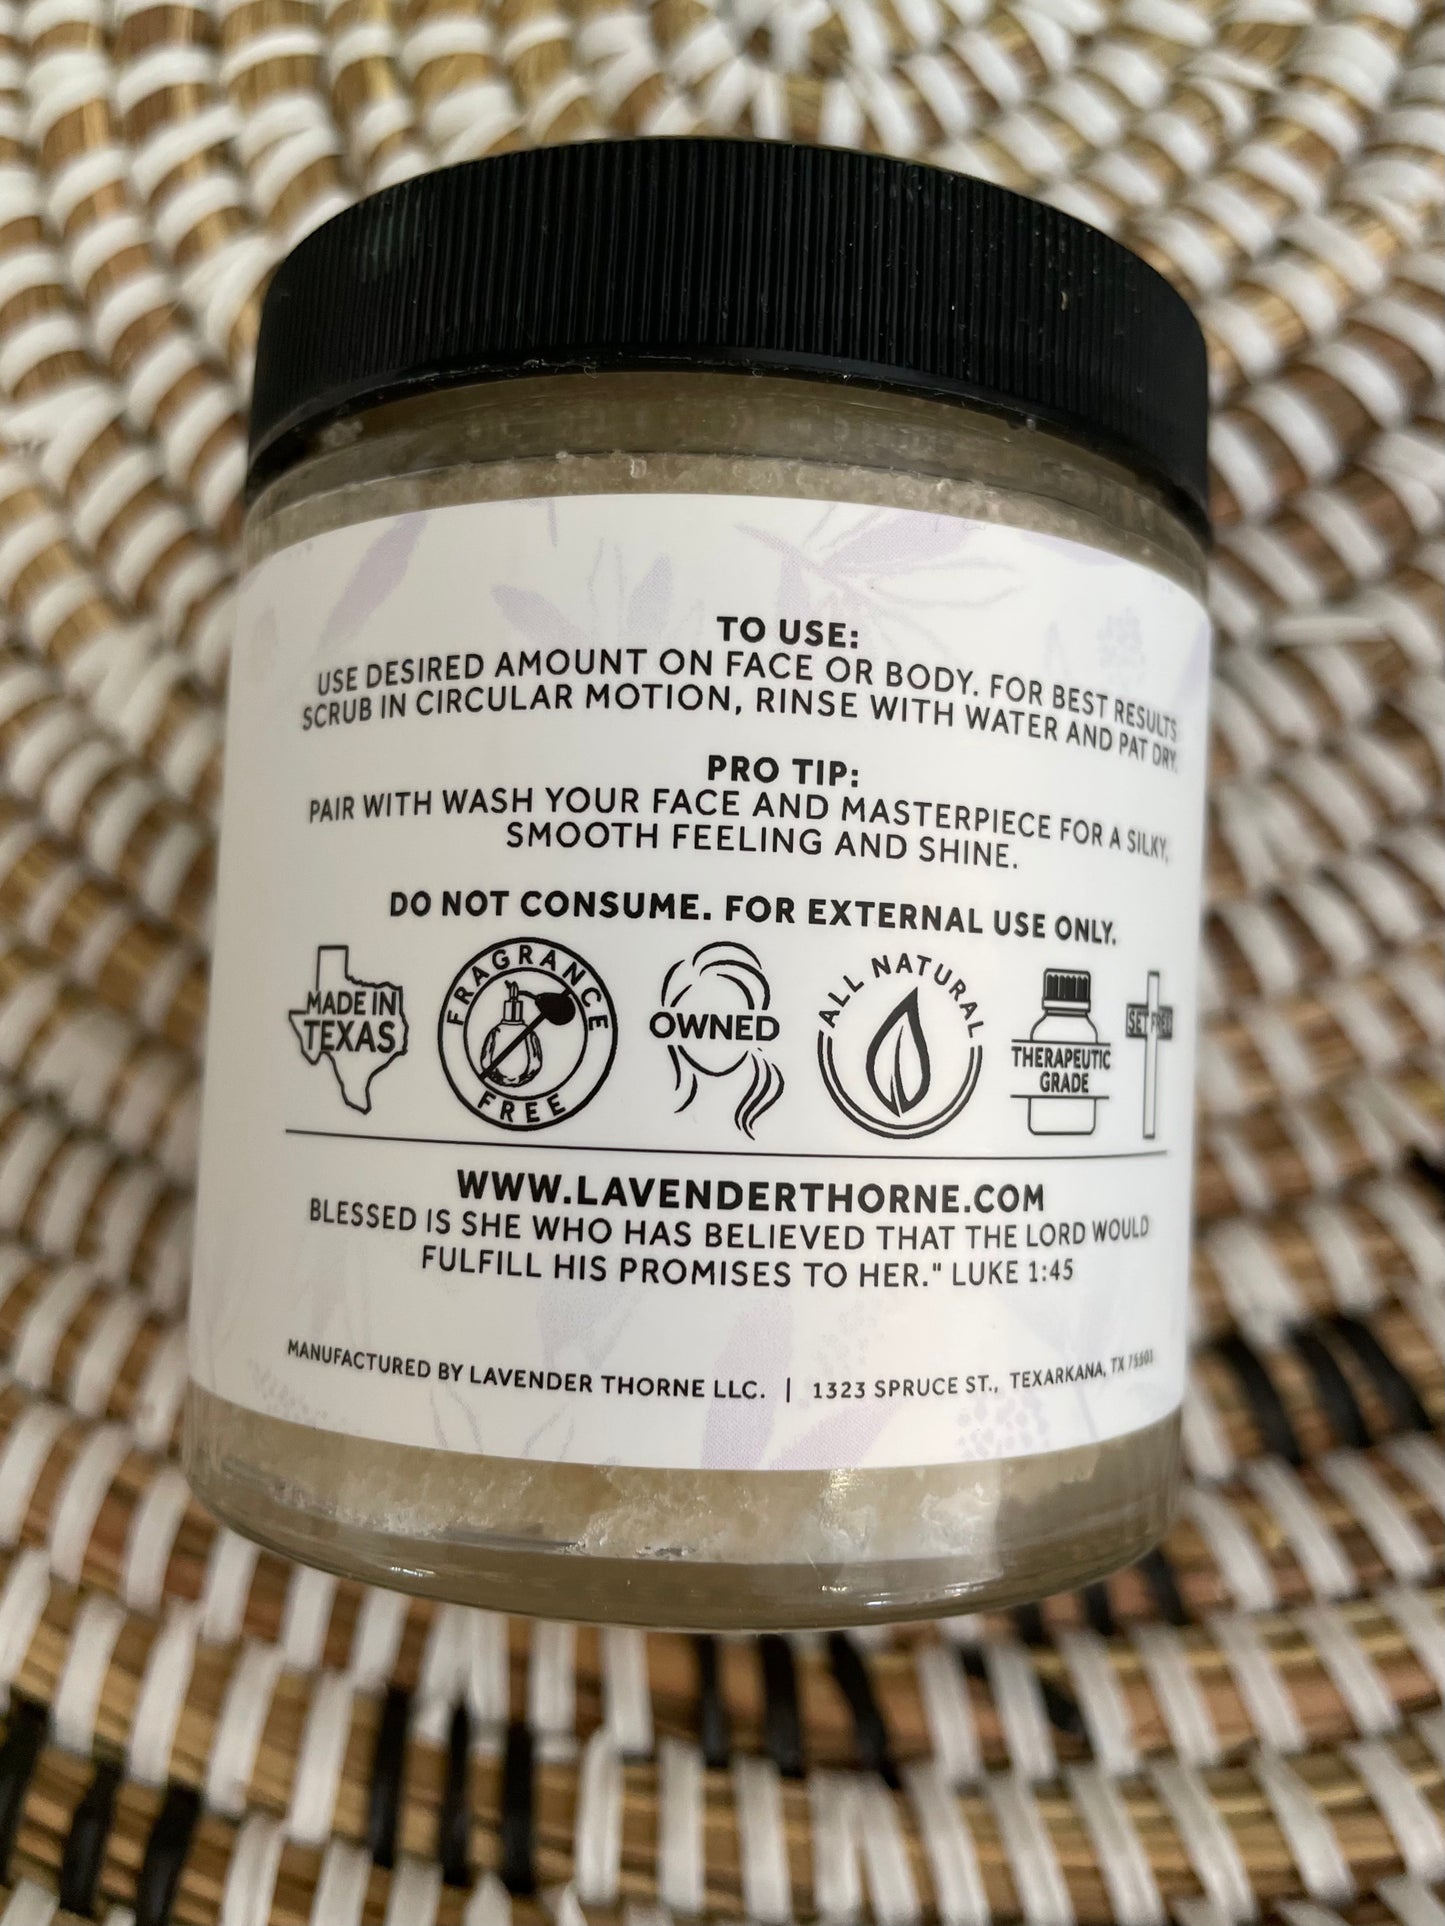 TO USE:
USE DESIRED AMOUNT ON FACE OR BODY. FOR BEST RESULTS
SCRUB IN CIRCULAR MOTION, RINSE WITH WATER AND PAT DRY.
PRO TIP:
PAIR WITH WASH YOUR FACE AND MASTERPIECE FOR A SILKY,
SMOOTH FEELING AND SHINE.
DO NOT CONSUME. FOR EXTERNAL USE ONLY.
MADE IN
TEXAS
FRAGRANCE
FREE
OWNED
ALL NATURAL
THERAPEUTIC
GRADE
SET FREE
WWW.LAVENDERTHORNE.COM
BLESSED IS SHE WHO HAS BELIEVED THAT THE LORD WOULD
FULFILL HIS PROMISES TO HER." LUKE 1:45
MANUFACTURED BY LAVENDER THORNE LLC. | 1323 SPRUCE ST., TEXARKANA, TX 75501